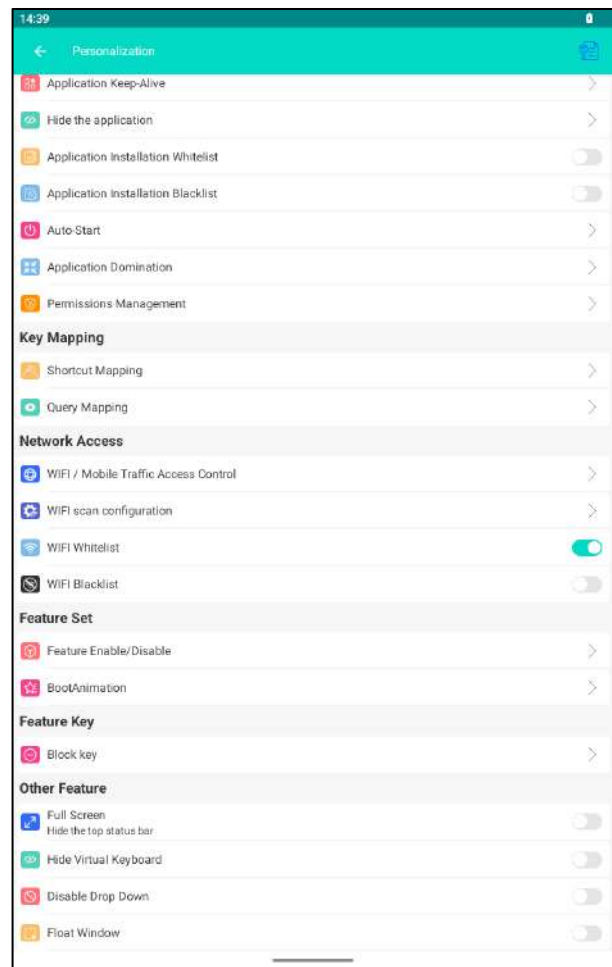 14:39
Personalization
Application Keep-Alive
Hide the application
Application Installation Whitelist
Application Installation Blacklist
Auto-Start
Application Domination
Permissions Management
Key Mapping
Shortcut Mapping
Query Mapping
Network Access
WIFI / Mobile Traffic Access Control
WIFI scan configuration
WIFI Whitelist
WIFI Blacklist
Feature Set
Feature Enable/Disable
BootAnimation
Feature Key
Block key
Other Feature
Full Screen
Hide the top status bar
Hide Virtual Keyboard
Disable Drop Down
Float Window